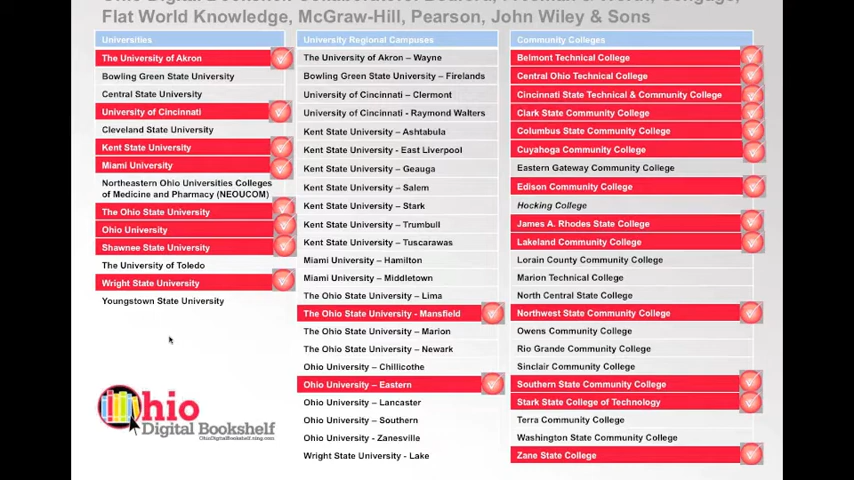 Ohio Digital Bookshelf Collaborators: Bedford, Freeman & Worth, Cengage,
Flat World Knowledge, McGraw-Hill, Pearson, John Wiley & Sons
Universities
The University of Akron
Bowling Green State University
Central State University
University of Cincinnati
Cleveland State University
Kent State University
Miami University
Northeastern Ohio Universities Colleges
of Medicine and Pharmacy (NEOUCOM)
The Ohio State University
Ohio University
Shawnee State University
The University of Toledo
Wright State University
Youngstown State University
University Regional Campuses
The University of Akron – Wayne
Bowling Green State University – Firelands
University of Cincinnati – Clermont
University of Cincinnati - Raymond Walters
Kent State University – Ashtabula
Kent State University - East Liverpool
Kent State University – Geauga
Kent State University – Salem
Kent State University – Stark
Kent State University – Trumbull
Kent State University – Tuscarawas
Miami University – Hamilton
Miami University – Middletown
The Ohio State University – Lima
The Ohio State University - Mansfield
The Ohio State University – Marion
The Ohio State University – Newark
Ohio University – Chillicothe
Ohio University – Eastern
Ohio University – Lancaster
Ohio University – Southern
Ohio University - Zanesville
Wright State University - Lake
Community Colleges
Belmont Technical College
Central Ohio Technical College
Cincinnati State Technical & Community College
Clark State Community College
Columbus State Community College
Cuyahoga Community College
Eastern Gateway Community College
Edison Community College
Hocking College
James A. Rhodes State College
Lakeland Community College
Lorain County Community College
Marion Technical College
North Central State College
Northwest State Community College
Owens Community College
Rio Grande Community College
Sinclair Community College
Southern State Community College
Stark State College of Technology
Terra Community College
Washington State Community College
Zane State College
Ohio
Digital Bookshelf
OhioDigitalBookshelf.ning.com